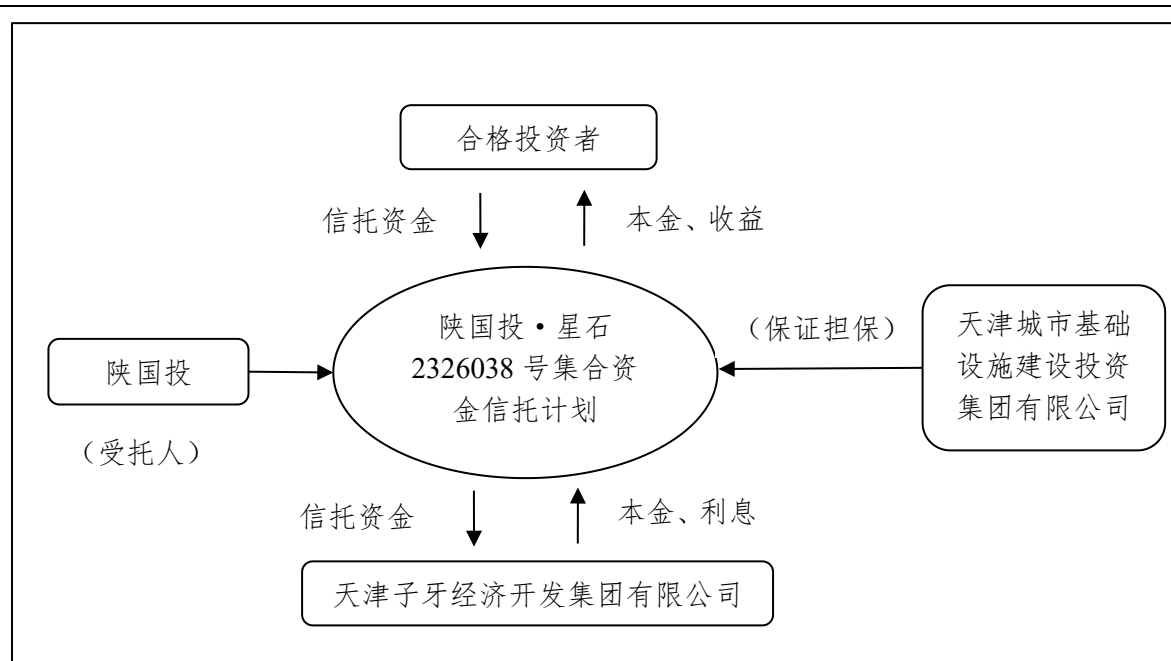 合格投资者
信托资金
本金、收益
陕国投·星石
2326038 号集合资
金信托计划
陕国投
（受托人）
（保证担保）
天津城市基础
设施建设投资
集团有限公司
信托资金
本金、利息
天津子牙经济开发集团有限公司